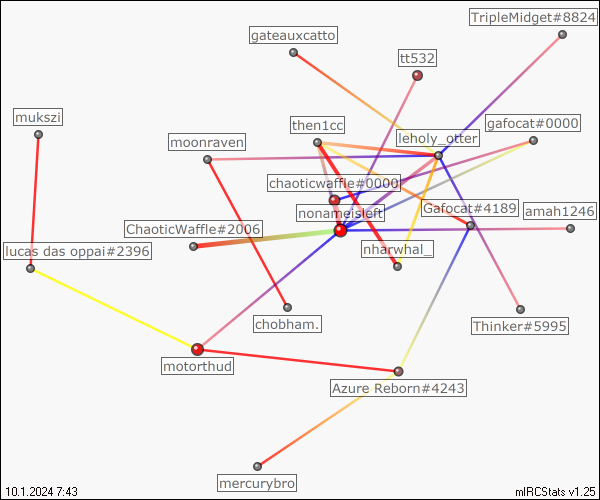 TripleMidget#8824
gateauxcatto
tt532
mukszi
then1cc
gafocat#0000
leholy_otter
moonraven
chaoticwaffle#0000
nonameisleft
Gafocat#4189
amah1246
ChaoticWaffle#2006
lucas das oppai#2396
nharwhal_
chobham.
Thinker#5995
motorthud
Azure Reborn#4243
mercurybro
10.1.2024 7:43
mIRCStats v1.25